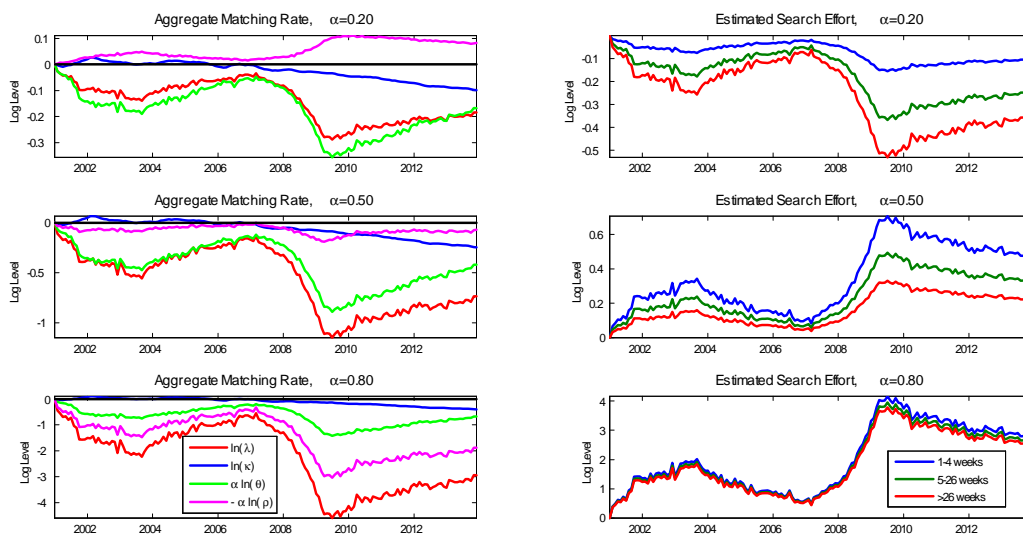 Aggregate Matching Rate, α=0.20
Log Level
0.1
0
-0.1
-0.2
-0.3
2002 2004 2006 2008 2010 2012
Estimated Search Effort, α=0.20
Log Level
-0.1
-0.2
-0.3
-0.4
-0.5
2002 2004 2006 2008 2010 2012
Aggregate Matching Rate, α=0.50
Log Level
0
-0.5
-1
2002 2004 2006 2008 2010 2012
Estimated Search Effort, α=0.50
Log Level
0.6
0.4
0.2
0
2002 2004 2006 2008 2010 2012
Aggregate Matching Rate, α=0.80
Log Level
0
-1
-2
-3
-4
ln(λ)
ln(κ)
α ln(θ)
- α ln(ρ)
2002 2004 2006 2008 2010 2012
Estimated Search Effort, α=0.80
Log Level
4
3
2
1
0
1-4 weeks
5-26 weeks
>26 weeks
2002 2004 2006 2008 2010 2012